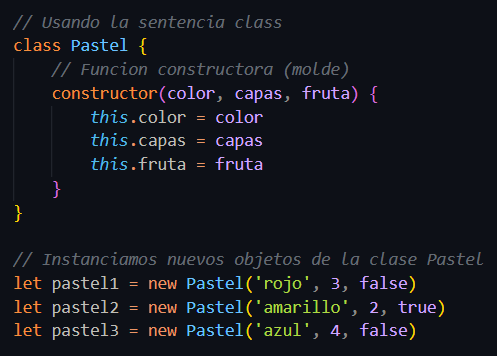 // Usando la sentencia class
class Pastel {
    // Funcion constructora (molde)
    constructor(color, capas, fruta) {
        this.color = color
        this.capas = capas
        this.fruta = fruta
    }
}

// Instanciamos nuevos objetos de la clase Pastel
let pastel1 = new Pastel('rojo', 3, false)
let pastel2 = new Pastel('amarillo', 2, true)
let pastel3 = new Pastel('azul', 4, false)